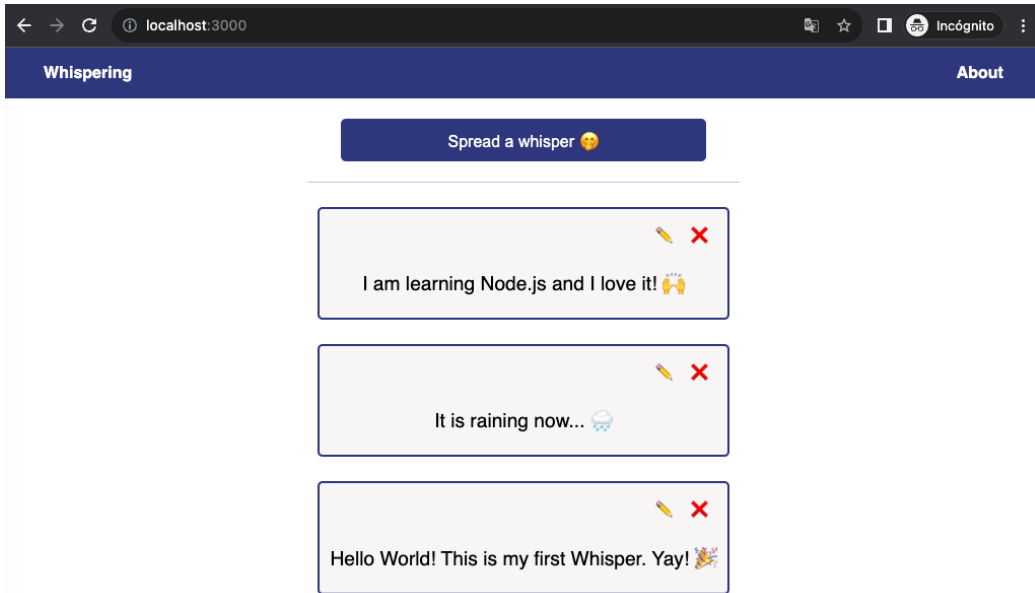 localhost:3000
Incógnito
Whispering
About
Spread a whisper 🤭
I am learning Node.js and I love it! 🙌
It is raining now... 🌧️
Hello World! This is my first Whisper. Yay! 🎉